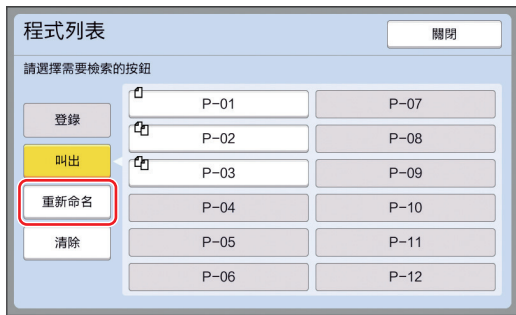 程式列表
關閉
請選擇需要檢索的按鈕
登錄
叫出
重新命名
清除
P-01
P-02
P-03
P-04
P-05
P-06
P-07
P-08
P-09
P-10
P-11
P-12